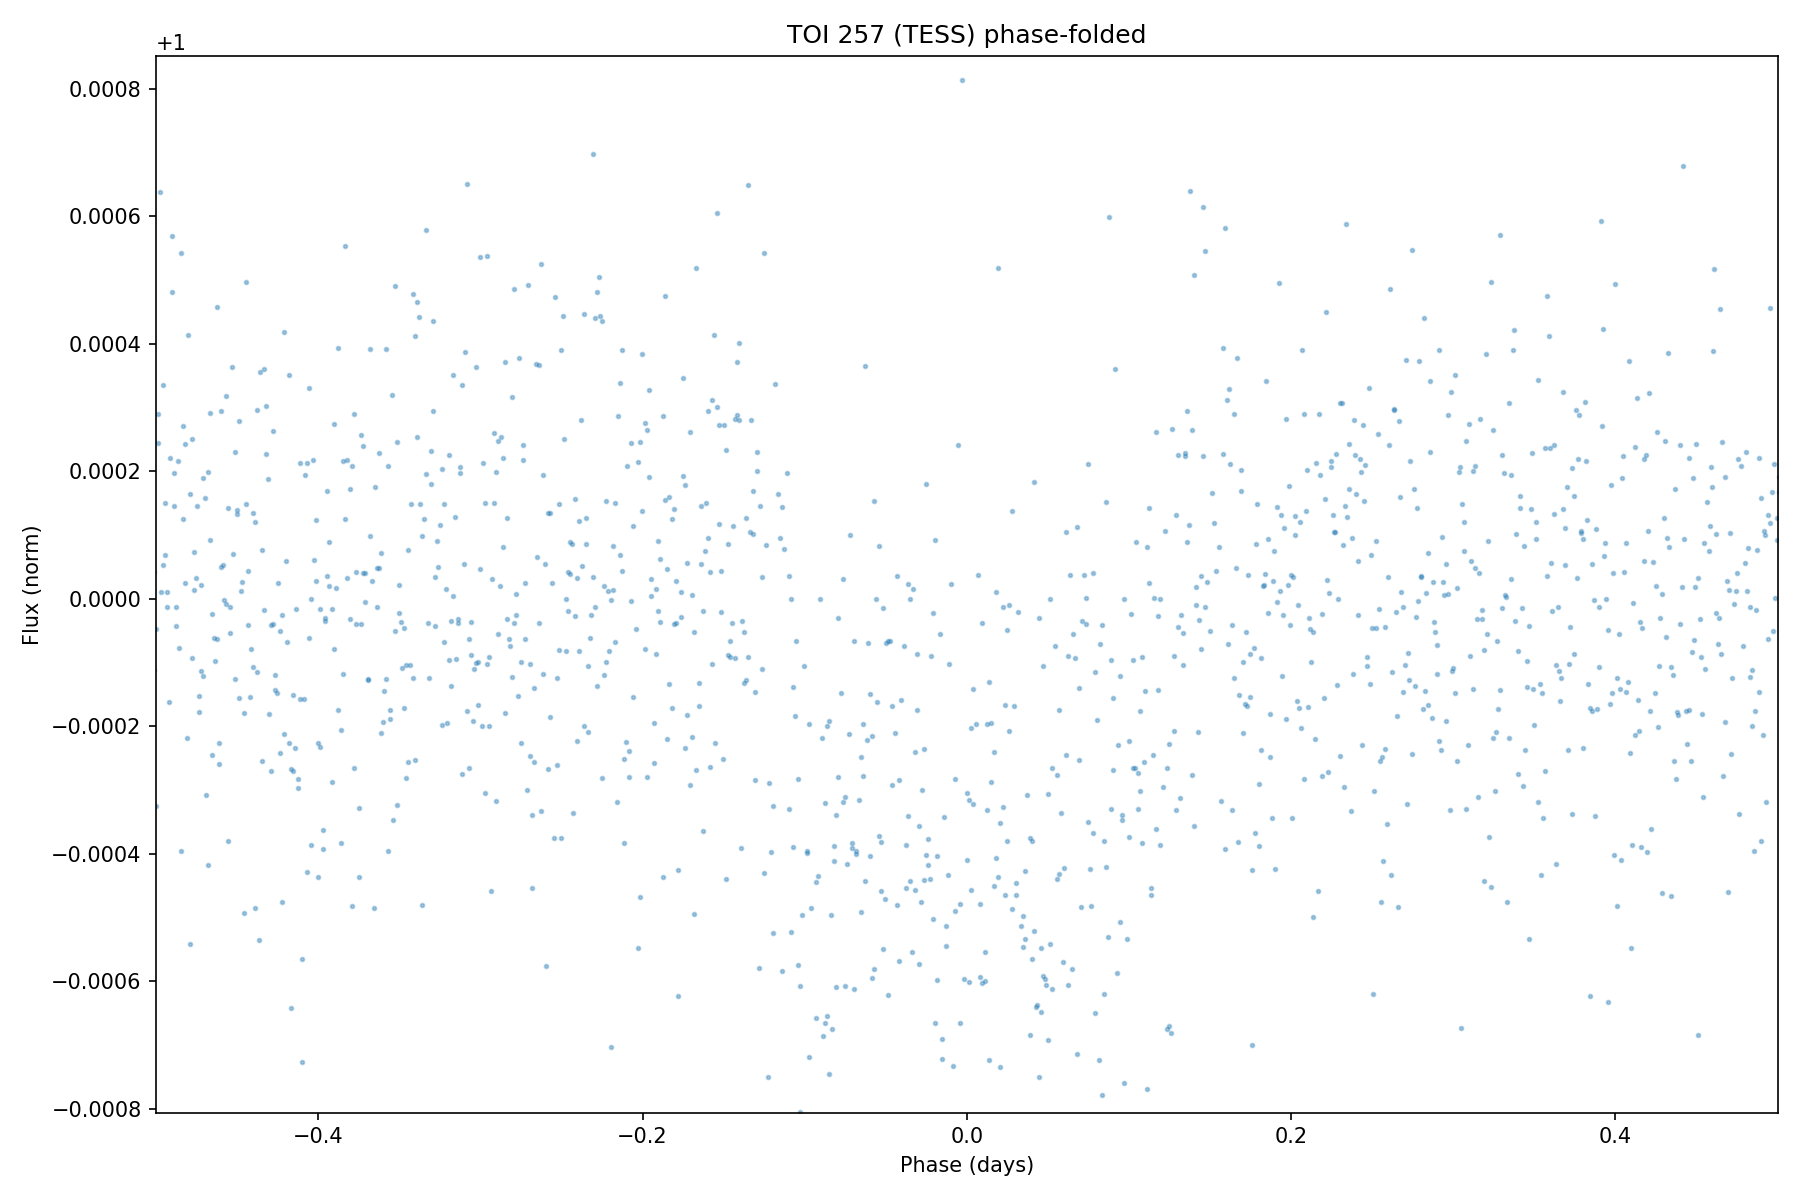 TOI 257 (TESS) phase-folded
+1
0.0008
0.0006
0.0004
0.0002
0.0000
−0.0002
−0.0004
−0.0006
−0.0008
Flux (norm)
−0.4 −0.2 0.0 0.2 0.4
Phase (days)